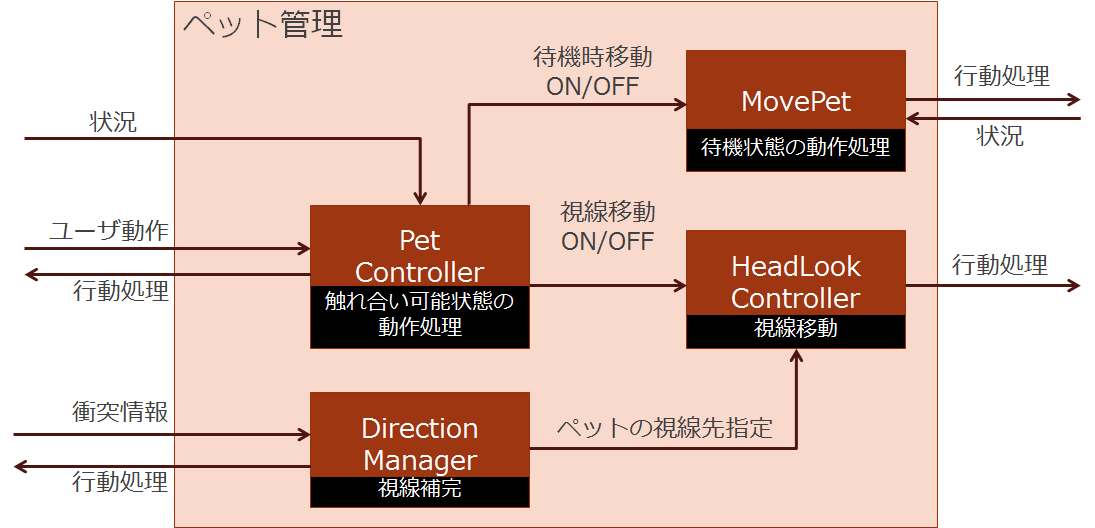 ペット管理
待機時移動
ON/OFF
MovePet
待機状態の動作処理
行動処理
状況
状況
ユーザ動作
行動処理
Pet
Controller
触れ合い可能状態の
動作処理
視線移動
ON/OFF
HeadLook
Controller
視線移動
行動処理
衝突情報
行動処理
Direction
Manager
視線補完
ペットの視線先指定